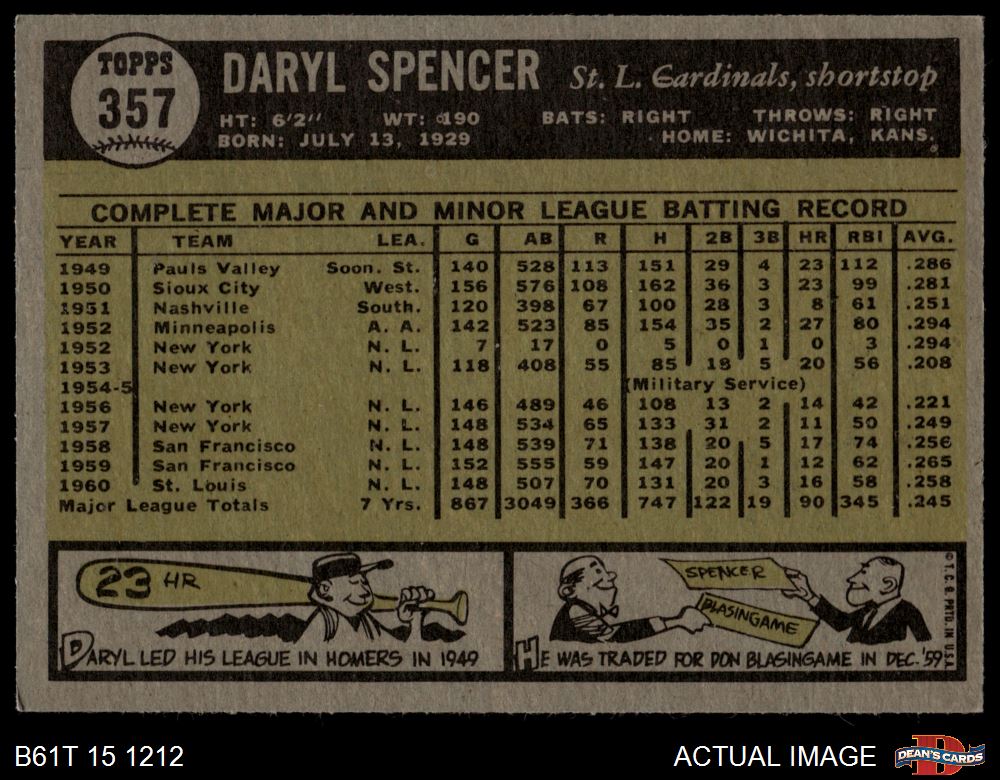 TOPPS
357
DARYL SPENCER St. L. Cardinals, shortstop
HT: 6'2" WT: 190 BATS: RIGHT THROWS: RIGHT
BORN: JULY 13, 1929 HOME: WICHITA, KANS.
COMPLETE MAJOR AND MINOR LEAGUE BATTING RECORD
YEAR TEAM LEA. G AB R H 2B 3B HR RBI AVG.
1949 Pauls Valley Soon. St. 140 528 113 151 29 4 23 112 .286
1950 Sioux City West. 156 576 108 162 36 3 23 99 .281
1951 Nashville South. 120 398 67 100 28 3 8 61 .251
1952 Minneapolis A. A. 142 523 85 154 35 2 27 80 .294
1952 New York N. L. 7 17 0 5 0 1 0 3 .294
1953 New York N. L. 118 408 55 85 18 5 20 56 .208
1954-5 (Military Service)
1956 New York N. L. 146 489 46 108 13 2 14 42 .221
1957 New York N. L. 148 534 65 133 31 2 11 50 .249
1958 San Francisco N. L. 148 539 71 138 20 5 17 74 .256
1959 San Francisco N. L. 152 555 59 147 20 1 12 62 .265
1960 St. Louis N. L. 148 507 70 131 20 3 16 58 .258
Major League Totals 7 Yrs. 867 3049 366 747 122 19 90 345 .245
23 HR
DARYL LED HIS LEAGUE IN HOMERS IN 1949
SPENCER
BLASINGAME
HE WAS TRADED FOR DON BLASINGAME IN DEC. '59
© T. C. G. PRTD. IN U.S.A.
B61T 15 1212
ACTUAL IMAGE
D
DEAN'S CARDS